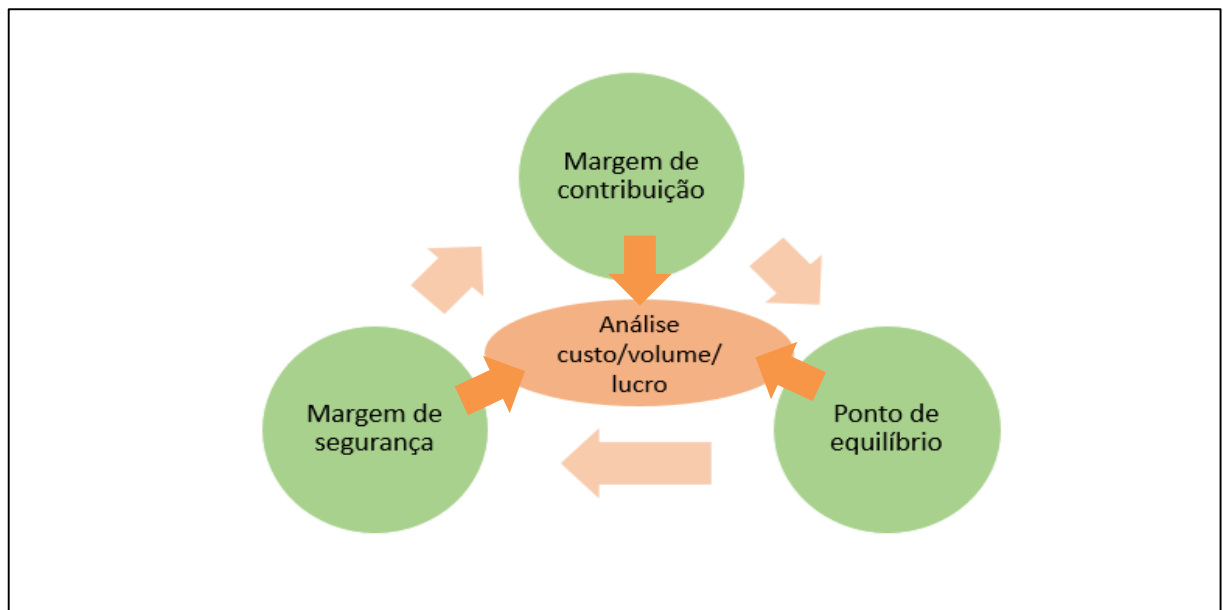 Margem de
contribuição
Análise
custo/volume/
lucro
Margem de
segurança
Ponto de
equilíbrio